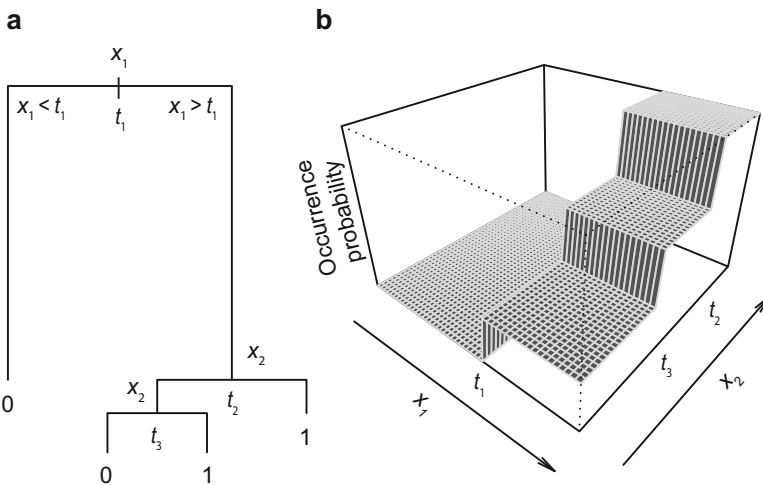 a
x₁
x₁ < t₁
t₁
x₁ > t₁
x₂
x₂
t₂
0
t₃
1
0
1
b
Occurrence
probability
t₁
x₁
t₂
t₃
x₂